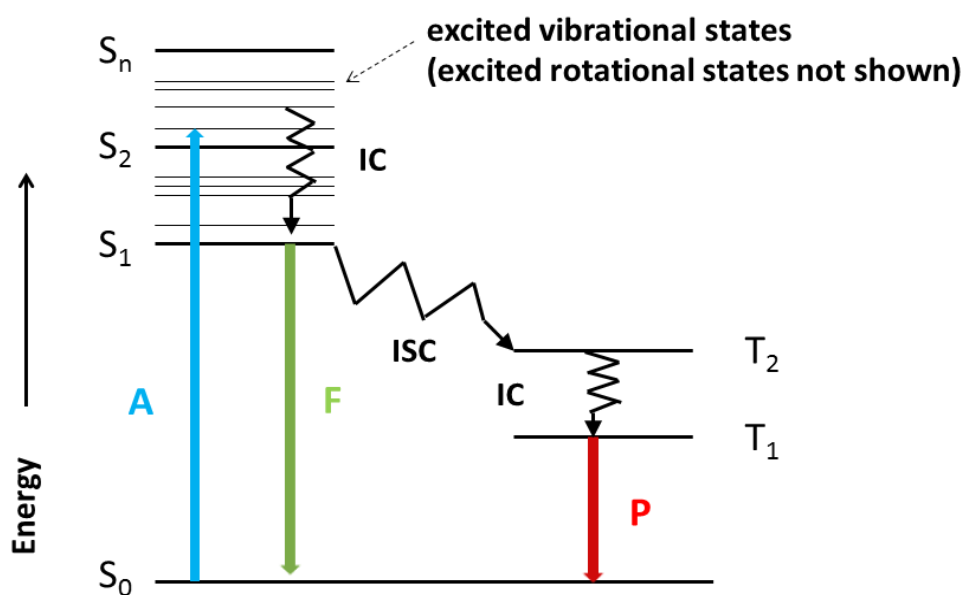 excited vibrational states
(excited rotational states not shown)
Sn
S2
IC
S1
ISC
T2
IC
T1
A
F
P
Energy
S0